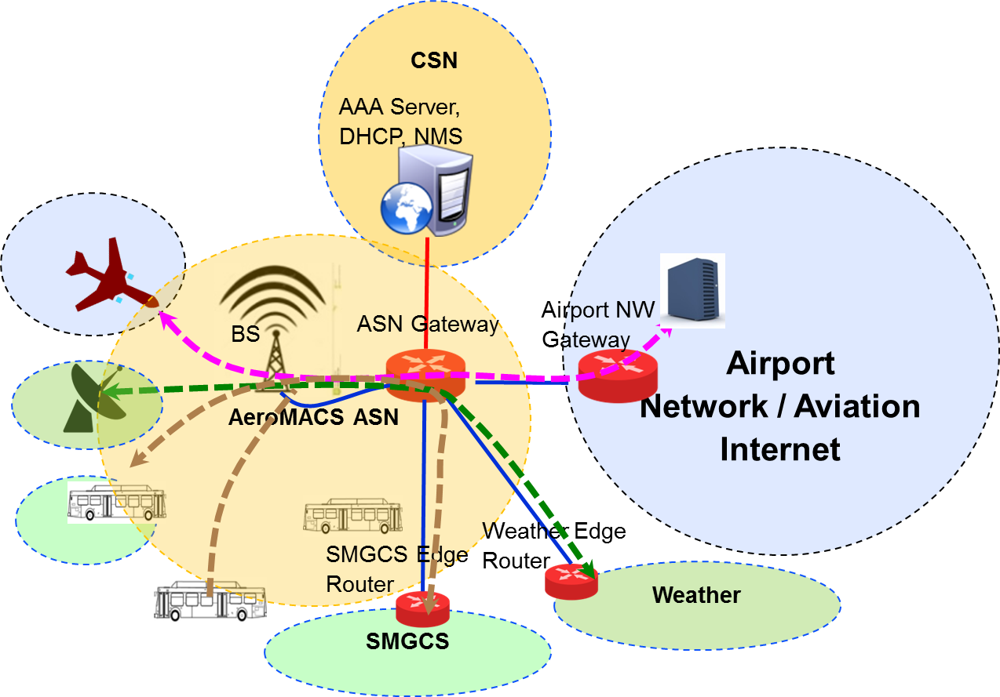 CSN
AAA Server,
DHCP, NMS
BS
ASN Gateway
Airport NW
Gateway
AeroMACS ASN
Airport
Network / Aviation
Internet
SMGCS Edge
Router
Weather Edge
Router
Weather
SMGCS